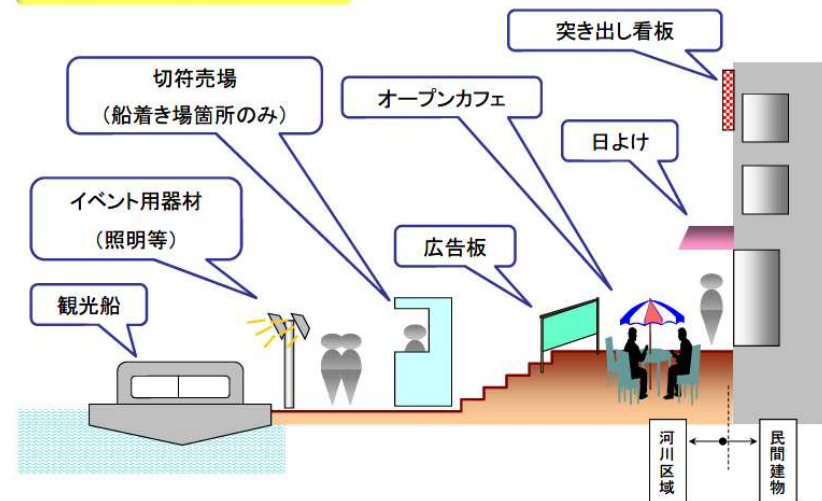 突き出し看板
切符売場
（船着き場箇所のみ）
オープンカフェ
日よけ
イベント用器材
（照明等）
広告板
観光船
河川区域
民間建物